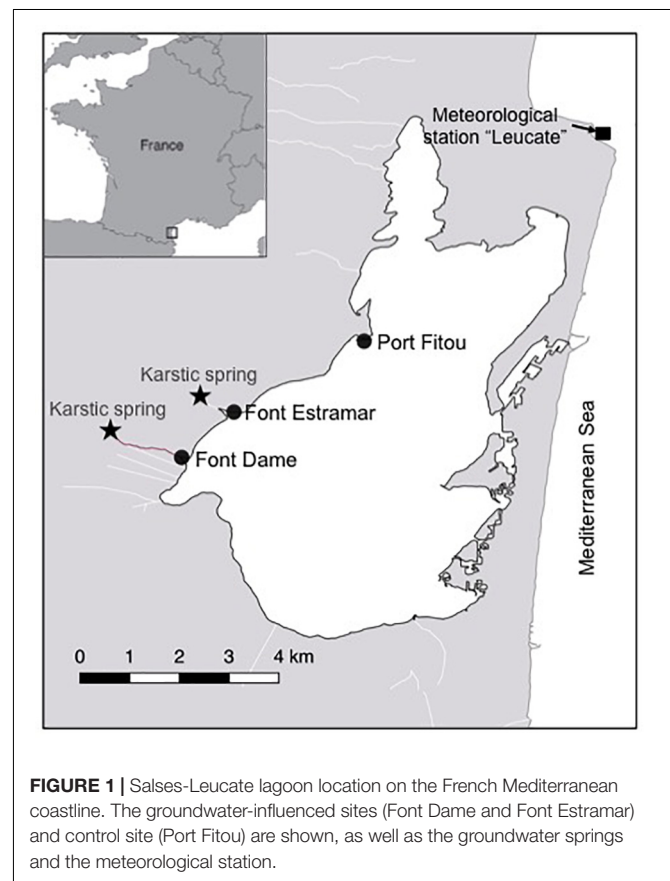 France
Meteorological
station "Leucate"
Port Fitou
Karstic spring
Karstic spring
Font Estramar
Font Dame
Mediterranean Sea
0 1 2 3 4 km
FIGURE 1 | Salses-Leucate lagoon location on the French Mediterranean
coastline. The groundwater-influenced sites (Font Dame and Font Estramar)
and control site (Port Fitou) are shown, as well as the groundwater springs
and the meteorological station.